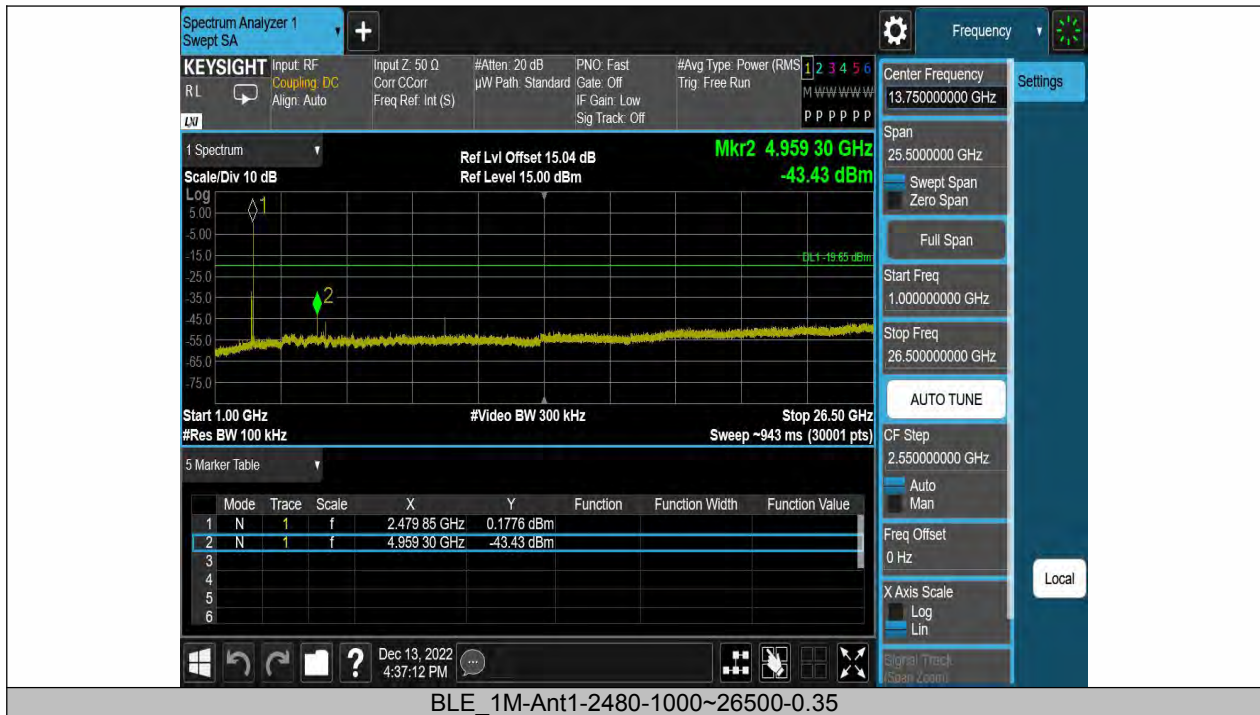 Spectrum Analyzer 1
Swept SA
+
Frequency
KEYSIGHT
RL
LXI
Input: RF
Coupling: DC
Align: Auto
Input Z: 50 Ω
Corr CCorr
Freq Ref: Int (S)
#Atten: 20 dB
µW Path: Standard
PNO: Fast
Gate: Off
IF Gain: Low
Sig Track: Off
#Avg Type: Power (RMS
Trig: Free Run
1 2 3 4 5 6
M W W W W W
P P P P P P
1 Spectrum
Scale/Div 10 dB
Ref Lvl Offset 15.04 dB
Ref Level 15.00 dBm
Mkr2 4.959 30 GHz
-43.43 dBm
Log
5.00
-5.00
-15.0
-25.0
-35.0
-45.0
-55.0
-65.0
-75.0
1
2
DL1 -19.65 dBm
Start 1.00 GHz
#Video BW 300 kHz
Stop 26.50 GHz
#Res BW 100 kHz
Sweep ~943 ms (30001 pts)
5 Marker Table
Mode Trace Scale X Y Function Function Width Function Value
1 N 1 f 2.479 85 GHz 0.1776 dBm
2 N 1 f 4.959 30 GHz -43.43 dBm
3
4
5
6
Center Frequency
13.750000000 GHz
Settings
Span
25.5000000 GHz
Swept Span
Zero Span
Full Span
Start Freq
1.000000000 GHz
Stop Freq
26.500000000 GHz
AUTO TUNE
CF Step
2.550000000 GHz
Auto
Man
Freq Offset
0 Hz
X Axis Scale
Log
Lin
Signal Track
(Span Zoom)
Local
?
Dec 13, 2022
4:37:12 PM
BLE_1M-Ant1-2480-1000~26500-0.35